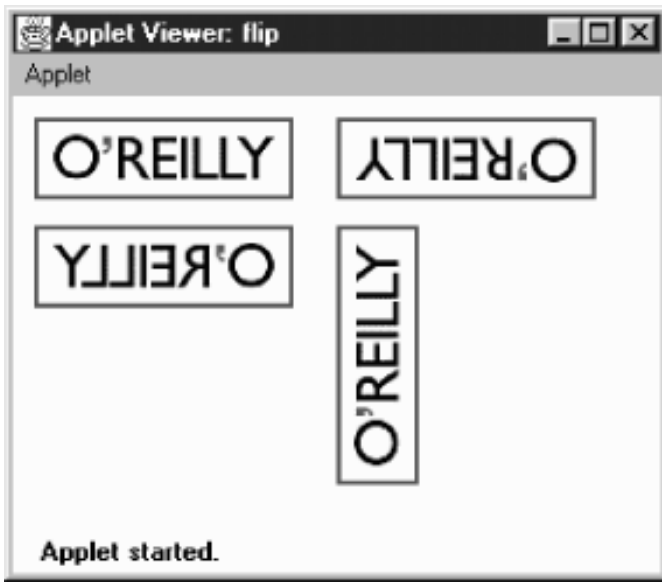 Applet Viewer: flip
Applet
O'REILLY
O'REILLY
O'REILLY
O'REILLY
Applet started.